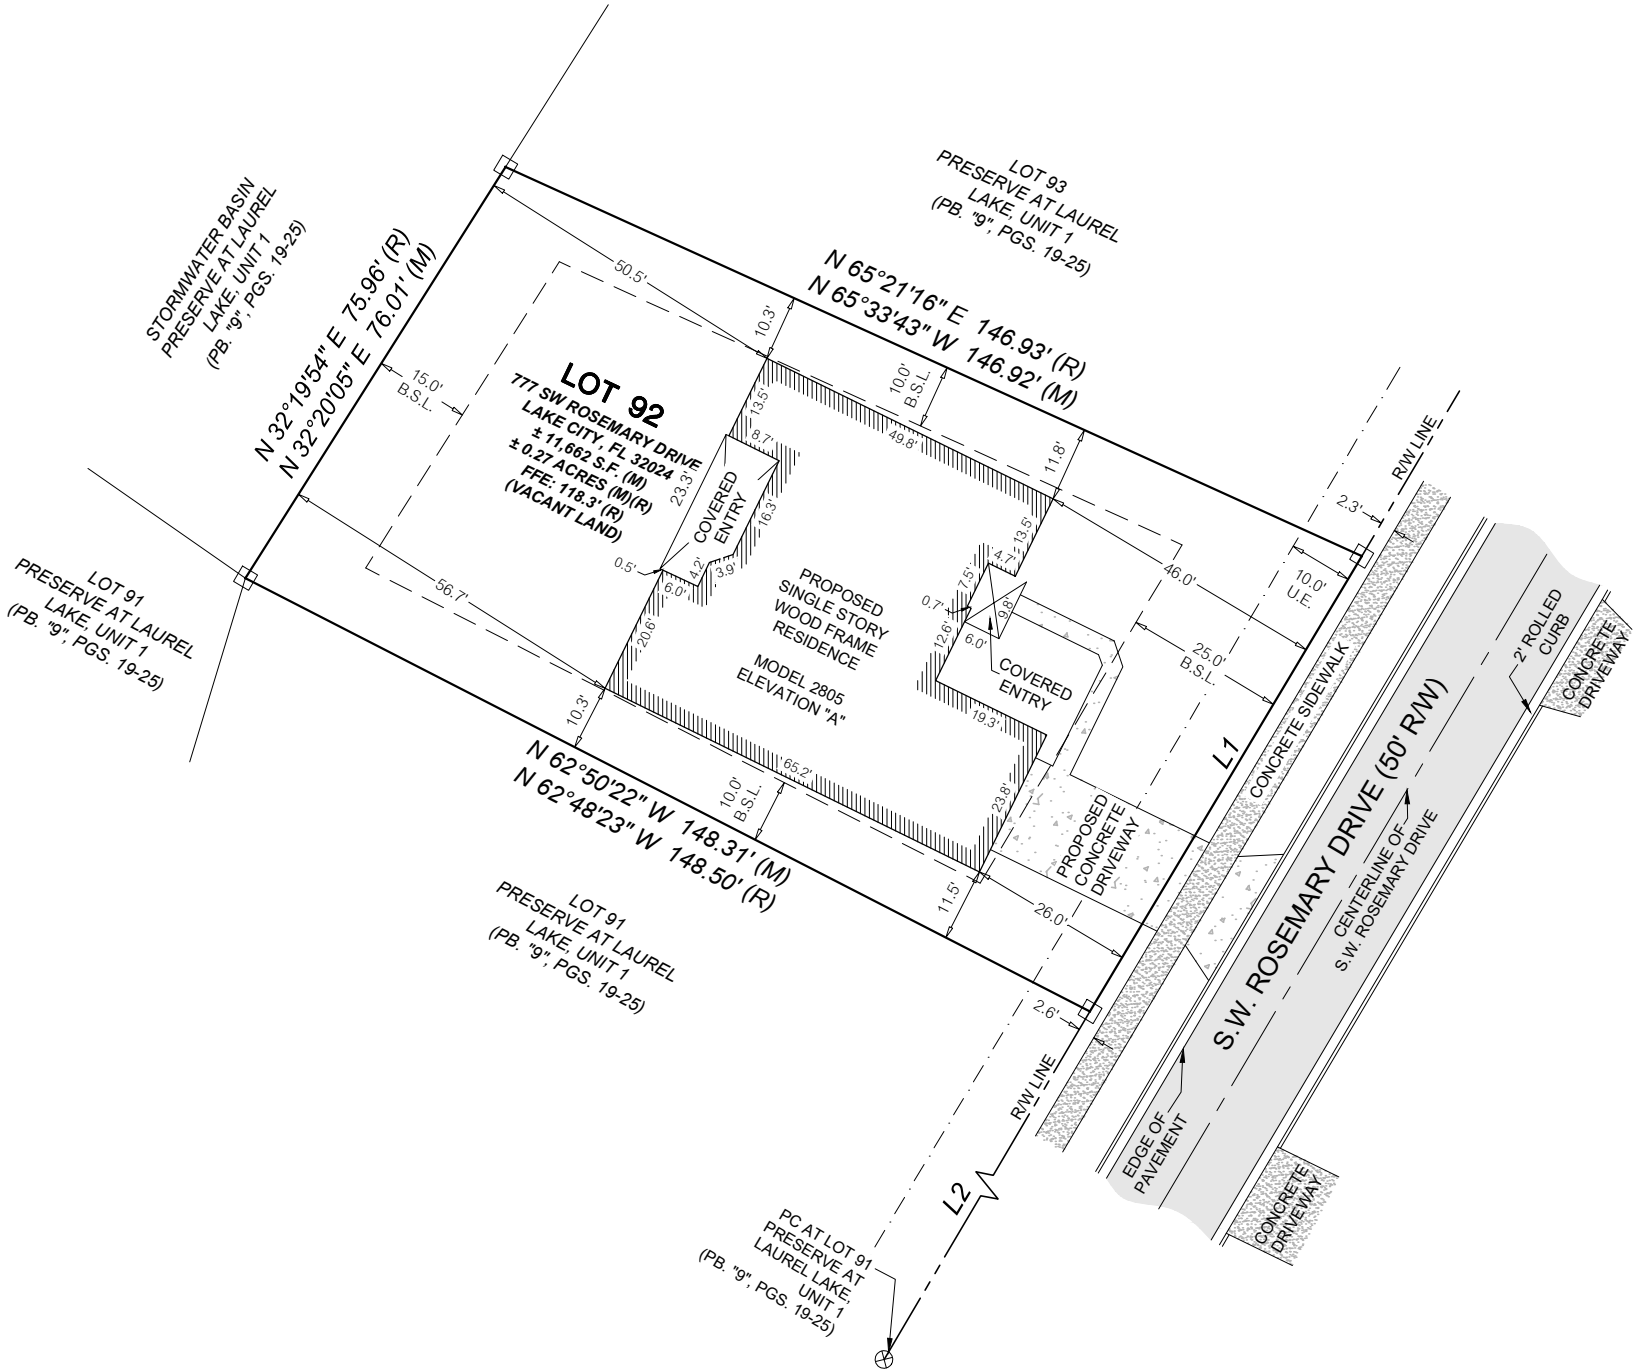 LOT 93
PRESERVE AT LAUREL
LAKE, UNIT 1
(PB. "9", PGS. 19-25)
STORMWATER BASIN
PRESERVE AT LAUREL
LAKE, UNIT 1
(PB. "9", PGS. 19-25)
N 32°19'54" E 75.96' (R)
N 32°20'05" E 76.01' (M)
N 65°21'16" E 146.93' (R)
N 65°33'43" W 146.92' (M)
50.5'
10.3'
15.0'
B.S.L.
LOT 92
777 SW ROSEMARY DRIVE
LAKE CITY, FL 32024
± 11,662 S.F. (M)
± 0.27 ACRES (M)(R)
FFE: 118.3' (R)
(VACANT LAND)
13.5'
8.7'
23.3'
COVERED
ENTRY
16.3'
0.5'
6.0'
4.2'
3.9'
10.0'
B.S.L.
49.8'
11.8'
13.5'
4.7'
7.5'
0.7'
9.8'
12.6'
6.0'
COVERED
ENTRY
46.0'
10.0'
U.E.
25.0'
B.S.L.
2.3'
R/W LINE
PROPOSED
SINGLE STORY
WOOD FRAME
RESIDENCE
MODEL 2805
ELEVATION "A"
56.7'
20.6'
10.3'
19.3'
65.2'
23.8'
10.0'
B.S.L.
LOT 91
PRESERVE AT LAUREL
LAKE, UNIT 1
(PB. "9", PGS. 19-25)
N 62°50'22" W 148.31' (M)
N 62°48'23" W 148.50' (R)
PROPOSED
CONCRETE
DRIVEWAY
L1
CONCRETE SIDEWALK
2' ROLLED
CURB
CONCRETE
DRIVEWAY
S.W. ROSEMARY DRIVE (50' R/W)
CENTERLINE OF
S.W. ROSEMARY DRIVE
LOT 91
PRESERVE AT LAUREL
LAKE, UNIT 1
(PB. "9", PGS. 19-25)
11.5'
26.0'
2.6'
R/W LINE
EDGE OF
PAVEMENT
L2
CONCRETE
DRIVEWAY
PC AT LOT 91
PRESERVE AT
LAUREL LAKE,
UNIT 1
(PB. "9", PGS. 19-25)